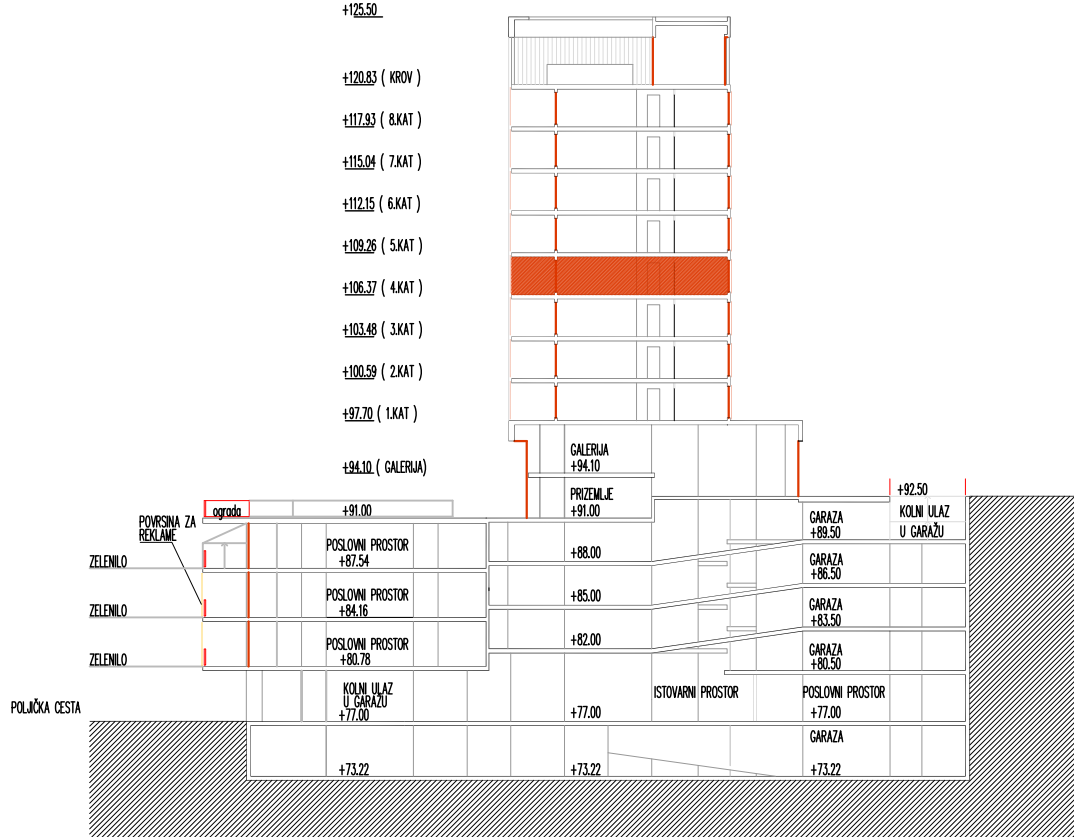 +125.50
+120.83 ( KROV )
+117.93 ( 8.KAT )
+115.04 ( 7.KAT )
+112.15 ( 6.KAT )
+109.26 ( 5.KAT )
+106.37 ( 4.KAT )
+103.48 ( 3.KAT )
+100.59 ( 2.KAT )
+97.70 ( 1.KAT )
+94.10 ( GALERIJA)
GALERIJA
+94.10
PRIZEMLJE
+91.00
+92.50
KOLNI ULAZ
U GARAŽU
ograda
+91.00
POVRSINA ZA
REKLAME
POSLOVNI PROSTOR
+87.54
+88.00
GARAZA
+89.50
ZELENILO
GARAZA
+86.50
POSLOVNI PROSTOR
+84.16
+85.00
ZELENILO
GARAZA
+83.50
POSLOVNI PROSTOR
+80.78
+82.00
ZELENILO
GARAZA
+80.50
POLJIČKA CESTA
KOLNI ULAZ
U GARAŽU
+77.00
+77.00
ISTOVARNI PROSTOR
POSLOVNI PROSTOR
+77.00
GARAZA
+73.22
+73.22
+73.22